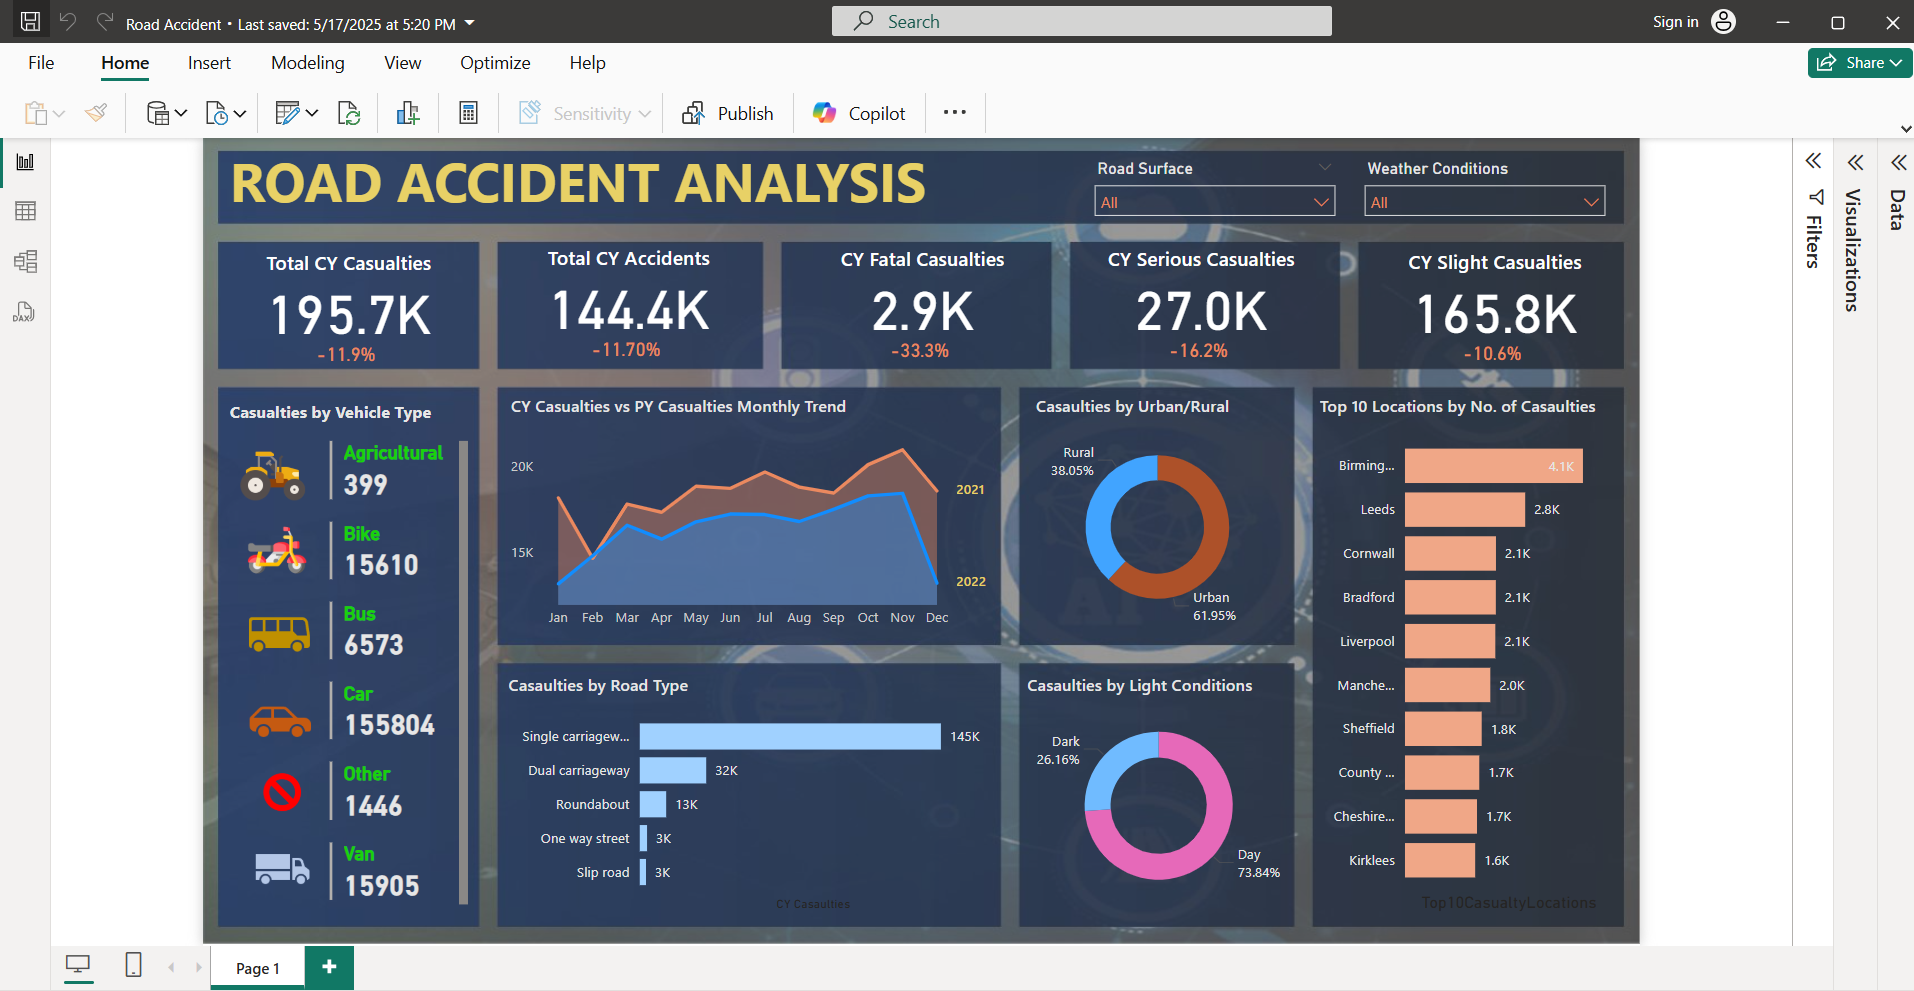 Road Accident • Last saved: 5/17/2025 at 5:20 PM
Search
Sign in
File Home Insert Modeling View Optimize Help
Share
Sensitivity
Publish
Copilot
DAX
ROAD ACCIDENT ANALYSIS
Road Surface
All
Weather Conditions
All
Filters
Visualizations
Data
Total CY Casualties
195.7K
-11.9%
Total CY Accidents
144.4K
-11.70%
CY Fatal Casualties
2.9K
-33.3%
CY Serious Casualties
27.0K
-16.2%
CY Slight Casualties
165.8K
-10.6%
Casualties by Vehicle Type
Agricultural
399
Bike
15610
Bus
6573
Car
155804
Other
1446
Van
15905
CY Casualties vs PY Casualties Monthly Trend
20K
15K
2021
2022
Jan Feb Mar Apr May Jun Jul Aug Sep Oct Nov Dec
Casaulties by Urban/Rural
Rural
38.05%
Urban
61.95%
Top 10 Locations by No. of Casaulties
Birming... 4.1K
Leeds 2.8K
Cornwall 2.1K
Bradford 2.1K
Liverpool 2.1K
Manche... 2.0K
Sheffield 1.8K
County ... 1.7K
Cheshire... 1.7K
Kirklees 1.6K
Top10CasualtyLocations
Casaulties by Road Type
Single carriagew... 145K
Dual carriageway 32K
Roundabout 13K
One way street 3K
Slip road 3K
CY Casaulties
Casaulties by Light Conditions
Dark
26.16%
Day
73.84%
Page 1